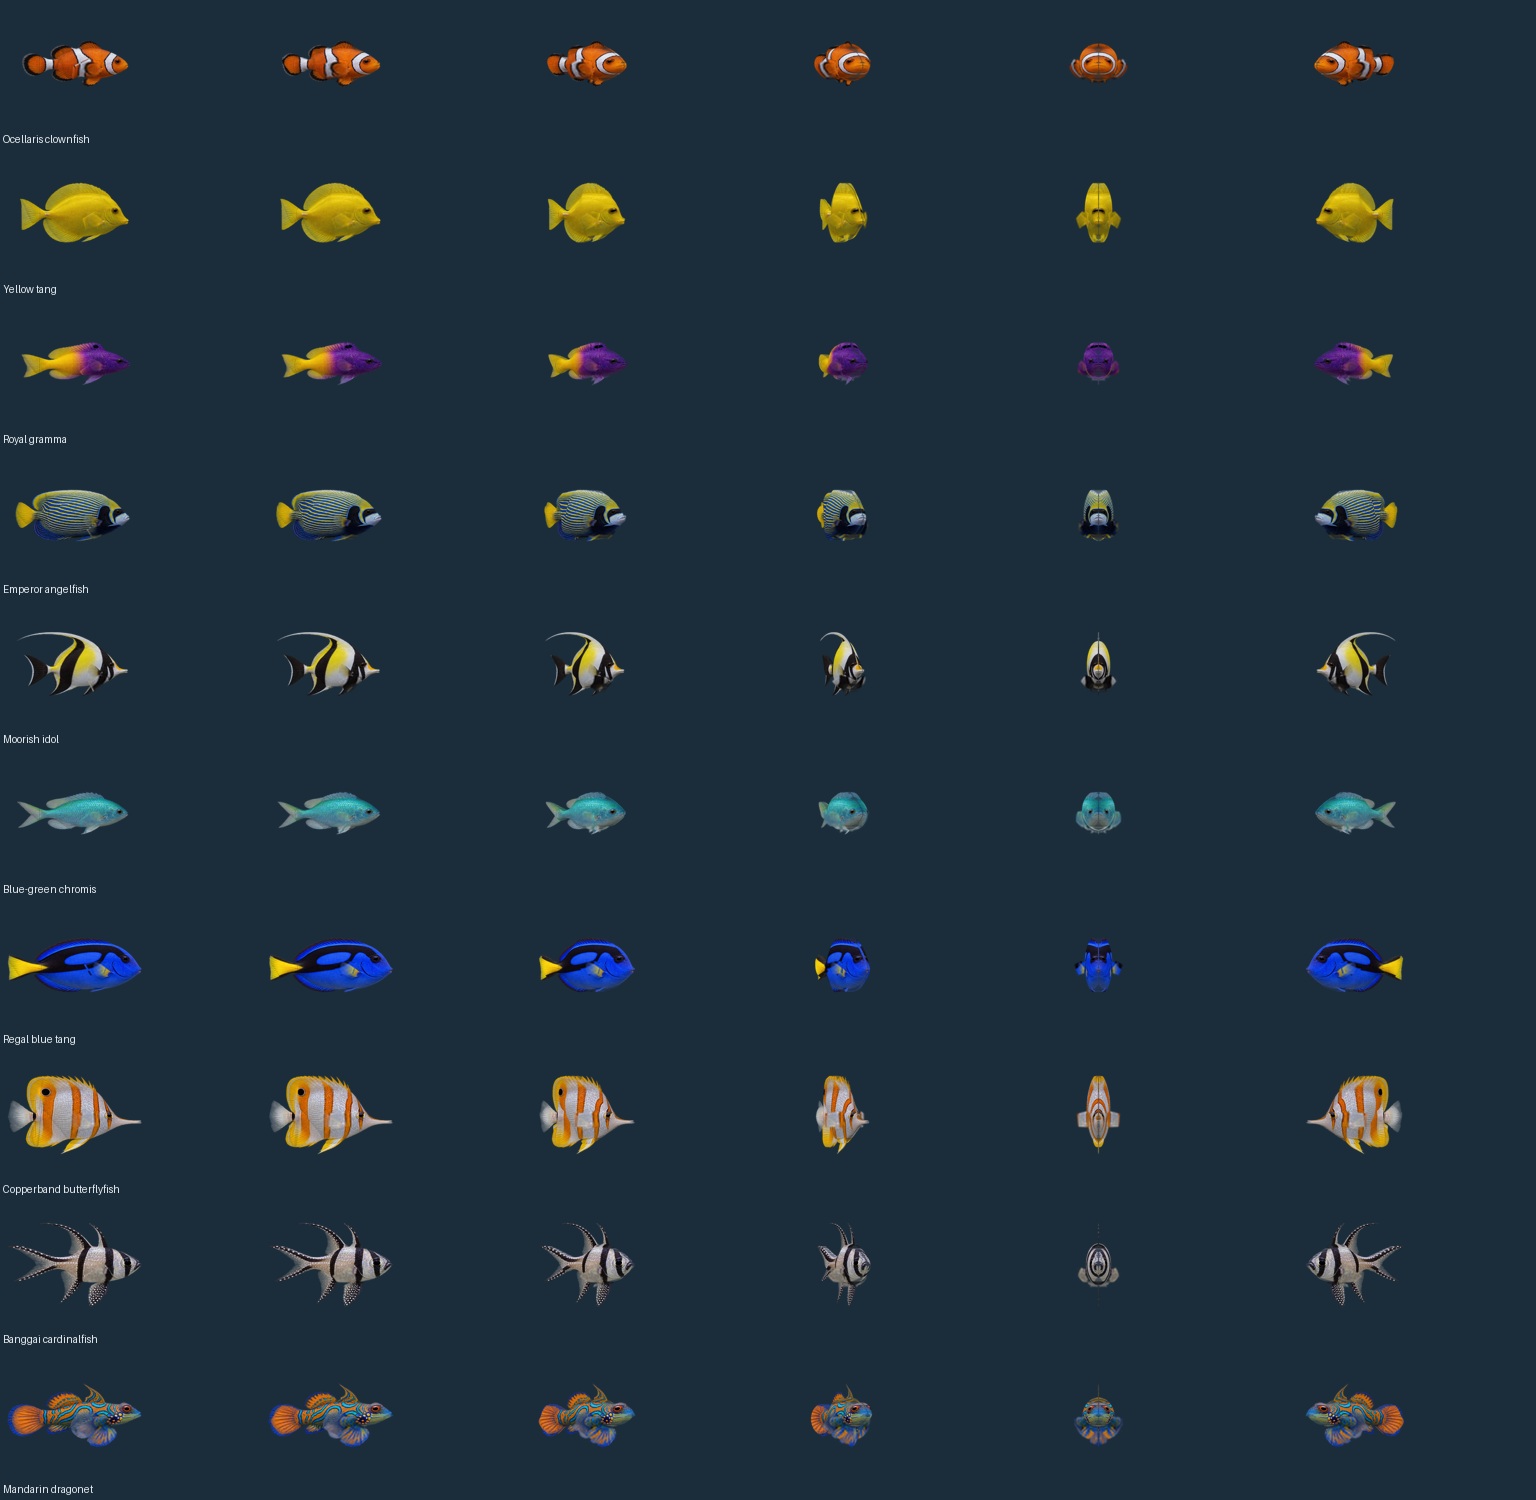 Ocellaris clownfish
Yellow tang
Royal gramma
Emperor angelfish
Moorish idol
Blue-green chromis
Regal blue tang
Copperband butterflyfish
Banggai cardinalfish
Mandarin dragonet